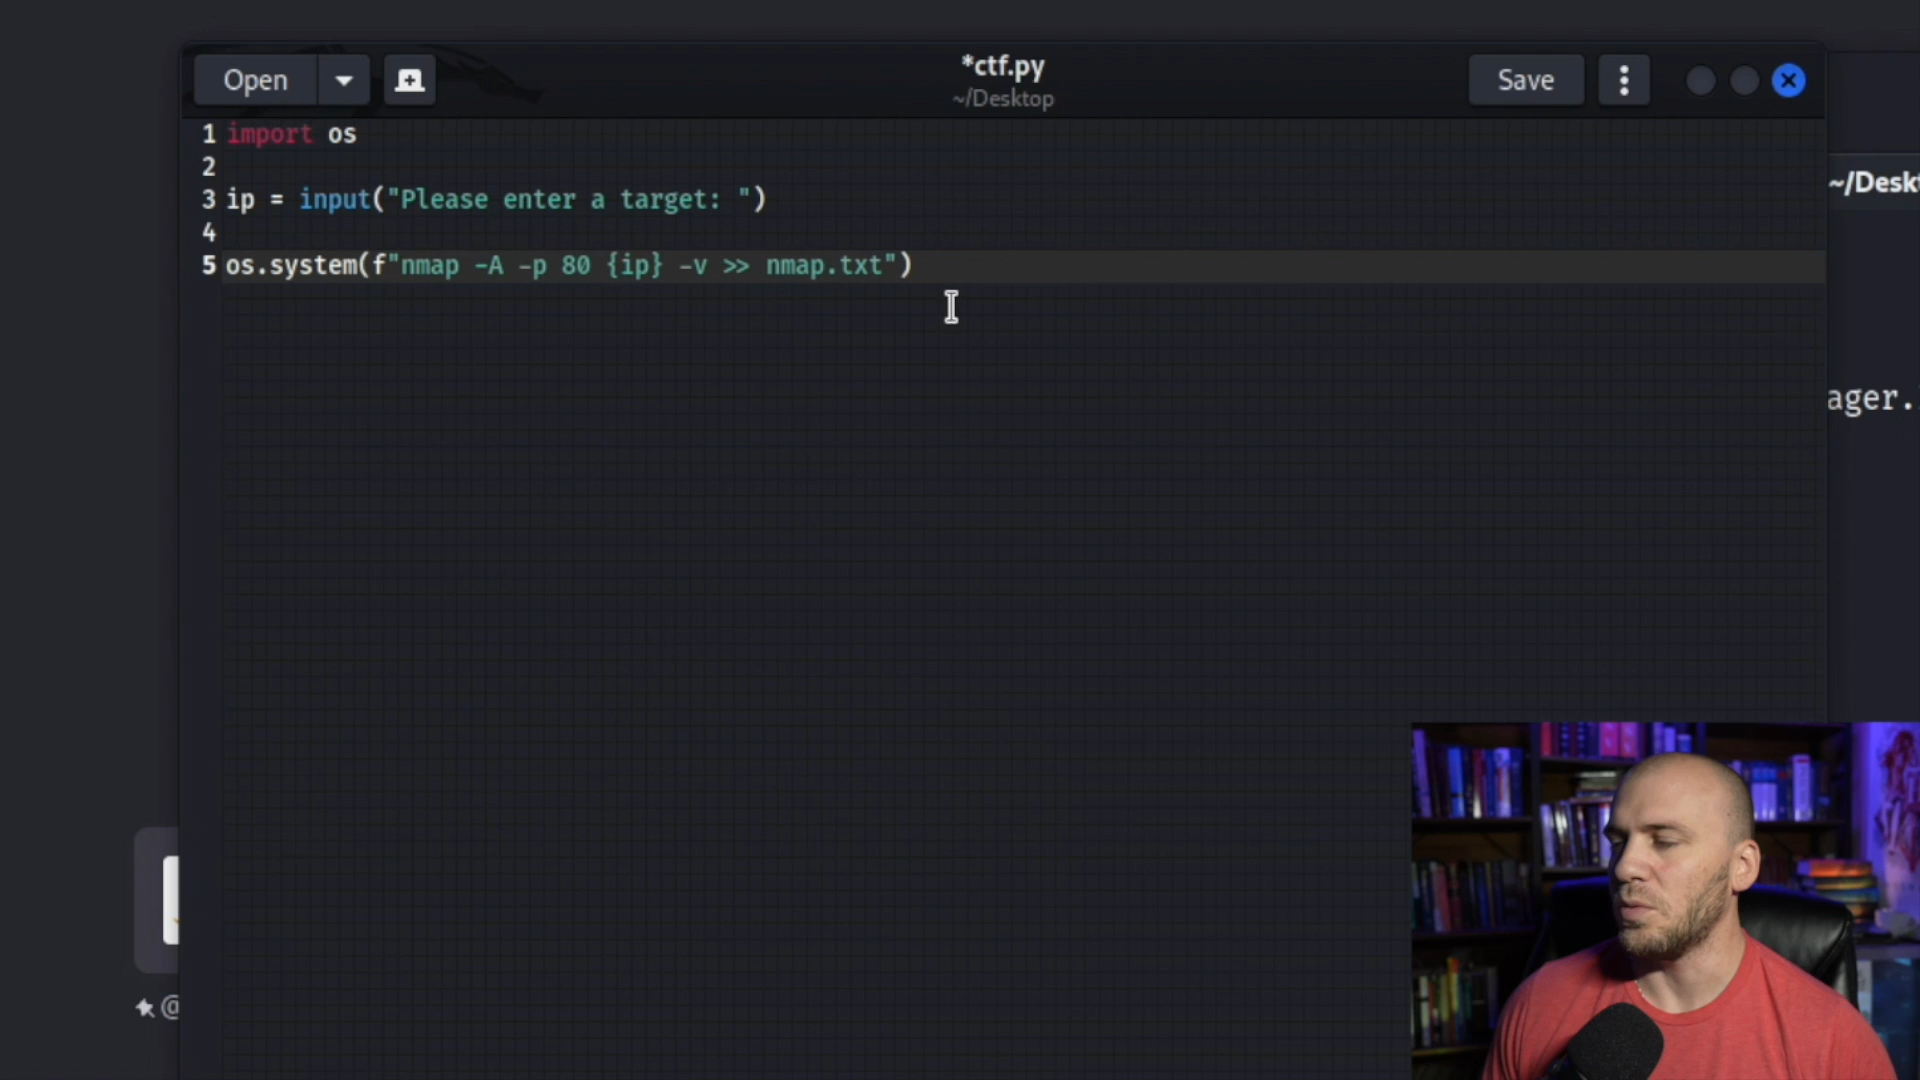 Open
*ctf.py
~/Desktop
Save
1 import os
2
3 ip = input("Please enter a target: ")
4
5 os.system(f"nmap -A -p 80 {ip} -v >> nmap.txt")
~/Desk
ager.
@